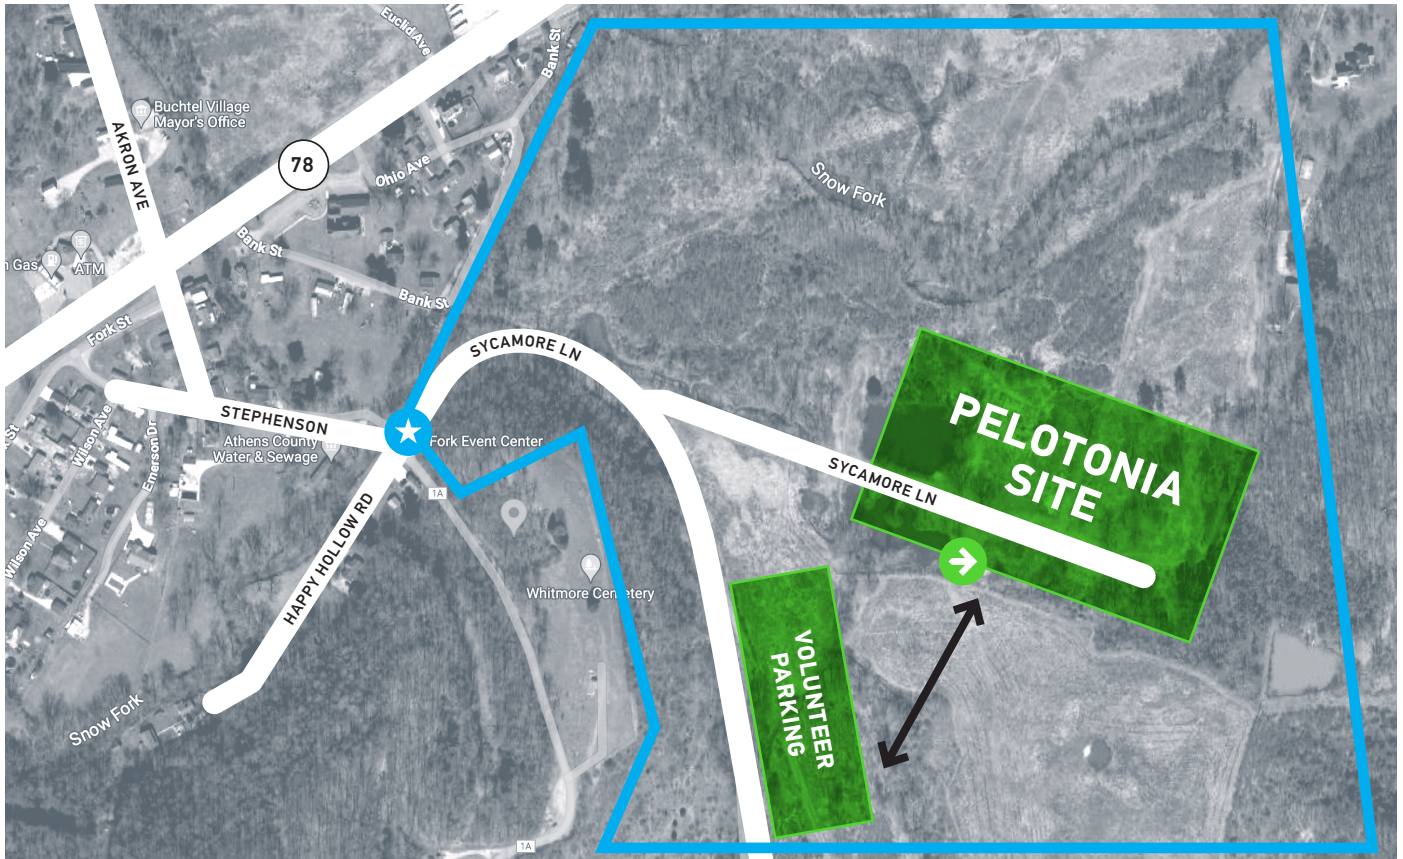 Euclid Ave
Bank St
Buchtel Village
Mayor's Office
AKRON AVE
78
Ohio Ave
Snow Fork
Bank St
Gas
ATM
Bank St
Fork St
SYCAMORE LN
STEPHENSON
Fork Event Center
Athens County
Water & Sewage
Wilson Ave
Emerson Dr
St
1A
PELOTONIA
SITE
SYCAMORE LN
HAPPY HOLLOW RD
Wilson Ave
Whitmore Cemetery
VOLUNTEER
PARKING
Snow Fork
1A